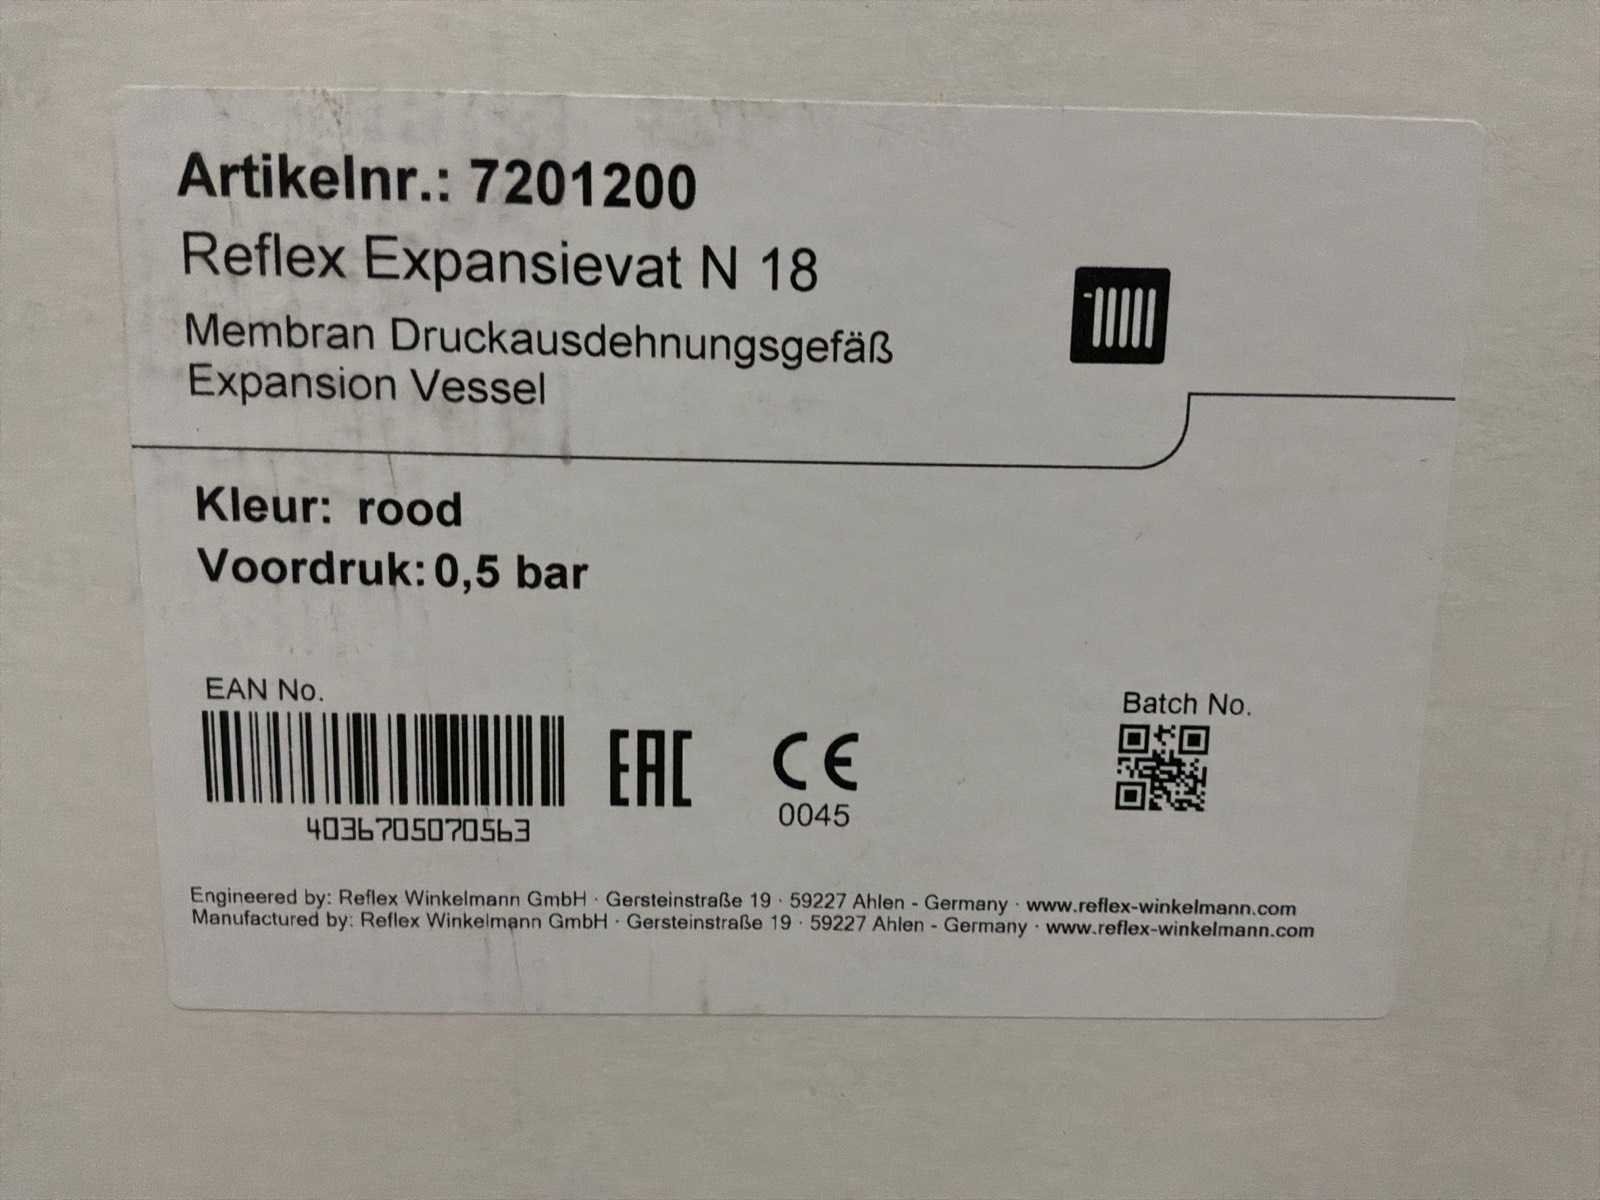 Artikelnr.: 7201200
Reflex Expansievat N 18
Membran Druckausdehnungsgefäß
Expansion Vessel
Kleur: rood
Voordruk: 0,5 bar
EAN No.
4036705070563
EAC
CE
0045
Batch No.
Engineered by: Reflex Winkelmann GmbH · Gersteinstraße 19 · 59227 Ahlen - Germany · www.reflex-winkelmann.com
Manufactured by: Reflex Winkelmann GmbH · Gersteinstraße 19 · 59227 Ahlen - Germany · www.reflex-winkelmann.com